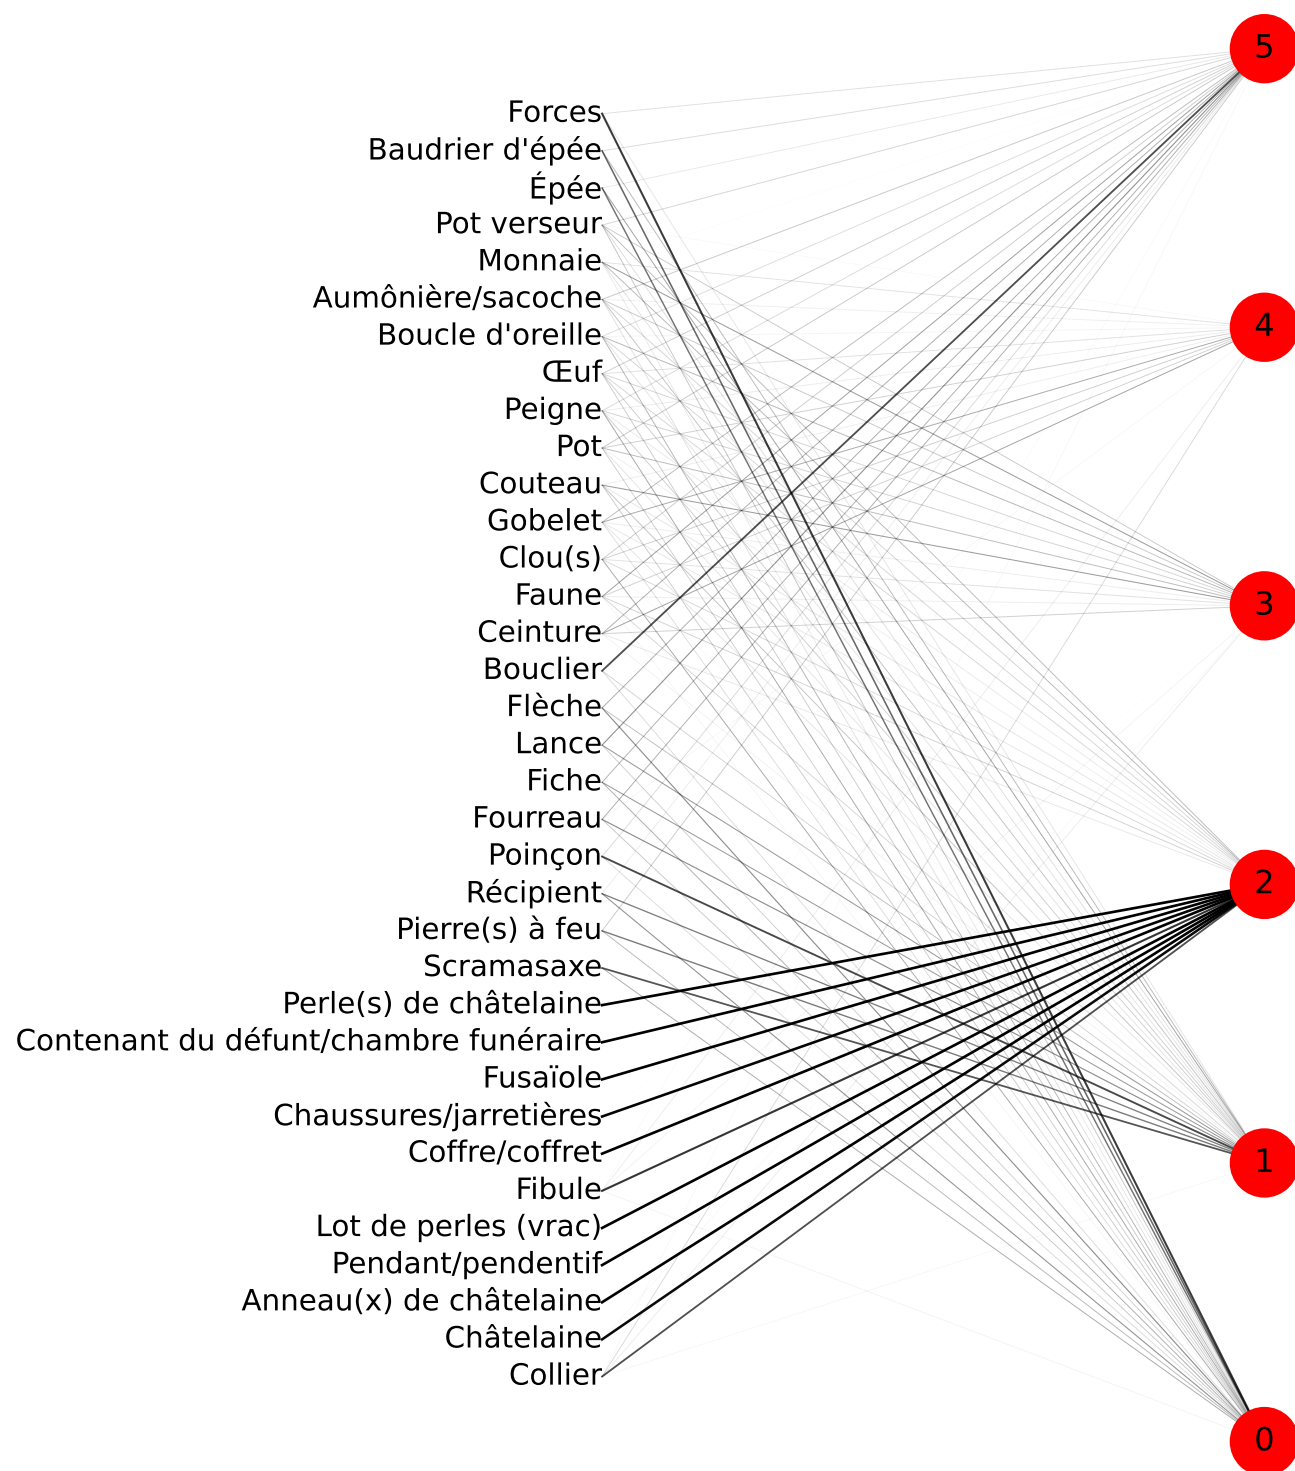 5
Forces
Baudrier d'épée
Épée
Pot verseur
Monnaie
Aumônière/sacoche
4
Boucle d'oreille
Œuf
Peigne
Pot
Couteau
Gobelet
Clou(s)
Faune
3
Ceinture
Bouclier
Flèche
Lance
Fiche
Fourreau
Poinçon
2
Récipient
Pierre(s) à feu
Scramasaxe
Perle(s) de châtelaine
Contenant du défunt/chambre funéraire
Fusaïole
Chaussures/jarretières
Coffre/coffret
1
Fibule
Lot de perles (vrac)
Pendant/pendentif
Anneau(x) de châtelaine
Châtelaine
Collier
0